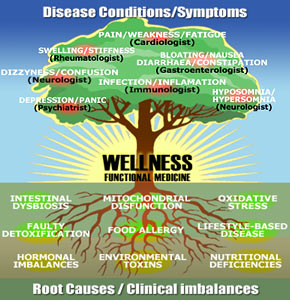 Disease Conditions/Symptoms
PAIN/WEAKNESS/FATIGUE
(Cardiologist)
SWELLING/STIFFNESS
(Rheumatologist)
BLOATING/NAUSEA
DIARRHAEA/CONSTIPATION
(Gastroenterologist)
DIZZYNESS/CONFUSION
(Neurologist)
INFECTION/INFLAMATION
(Immunologist)
HYPOSMNIA/
HYPERSOMNIA
(Neurologist)
DEPRESSION/PANIC
(Psychiatrist)
WELLNESS
FUNCTIONAL MEDICINE
INTESTINAL
DYSBIOSIS
MITOCHONDRIAL
DISFUNCTION
OXIDATIVE
STRESS
FAULTY
DETOXIFICATION
FOOD ALLERGY
LIFESTYLE-BASED
DISEASE
HORMONAL
IMBALANCES
ENVIRONMENTAL
TOXINS
NUTRITIONAL
DEFICIENCIES
Root Causes / Clinical imbalances